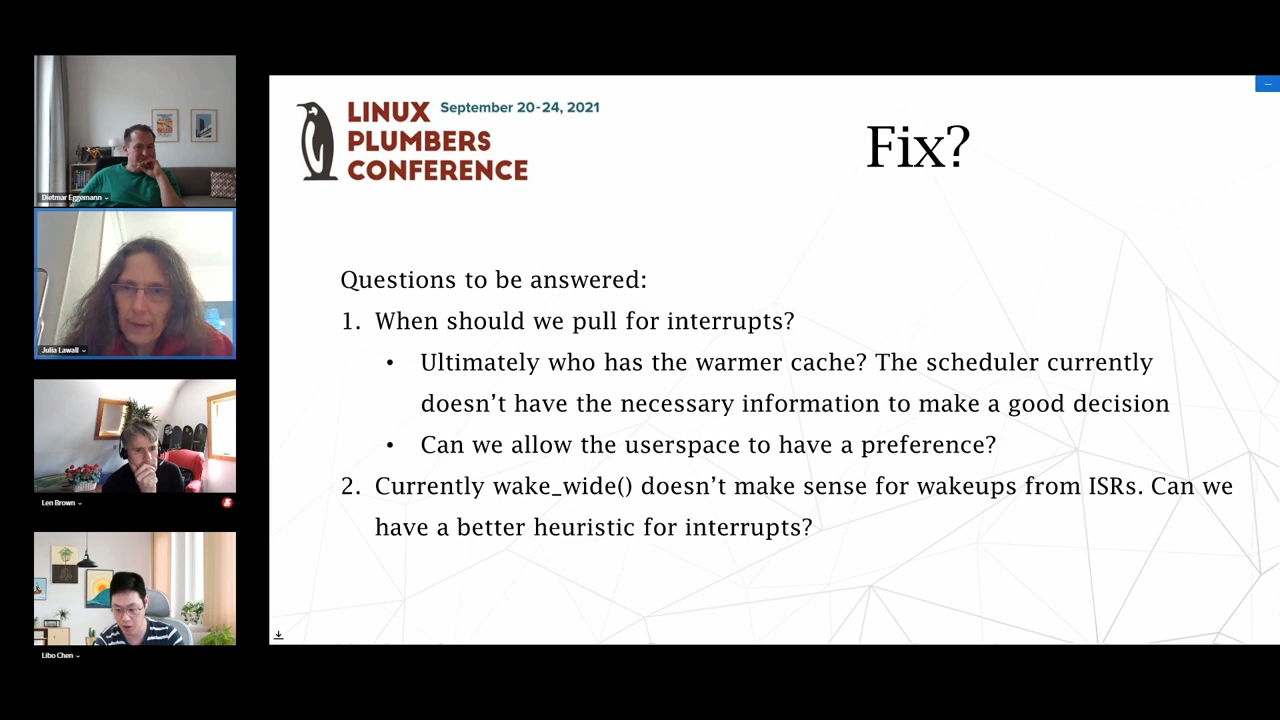 LINUX
September 20-24, 2021
PLUMBERS
CONFERENCE
Fix?
Questions to be answered:
1. When should we pull for interrupts?
• Ultimately who has the warmer cache? The scheduler currently
doesn’t have the necessary information to make a good decision
• Can we allow the userspace to have a preference?
2. Currently wake_wide() doesn’t make sense for wakeups from ISRs. Can we
have a better heuristic for interrupts?
Dietmar Eggemann
Julia Lawall
Len Brown
Libo Chen